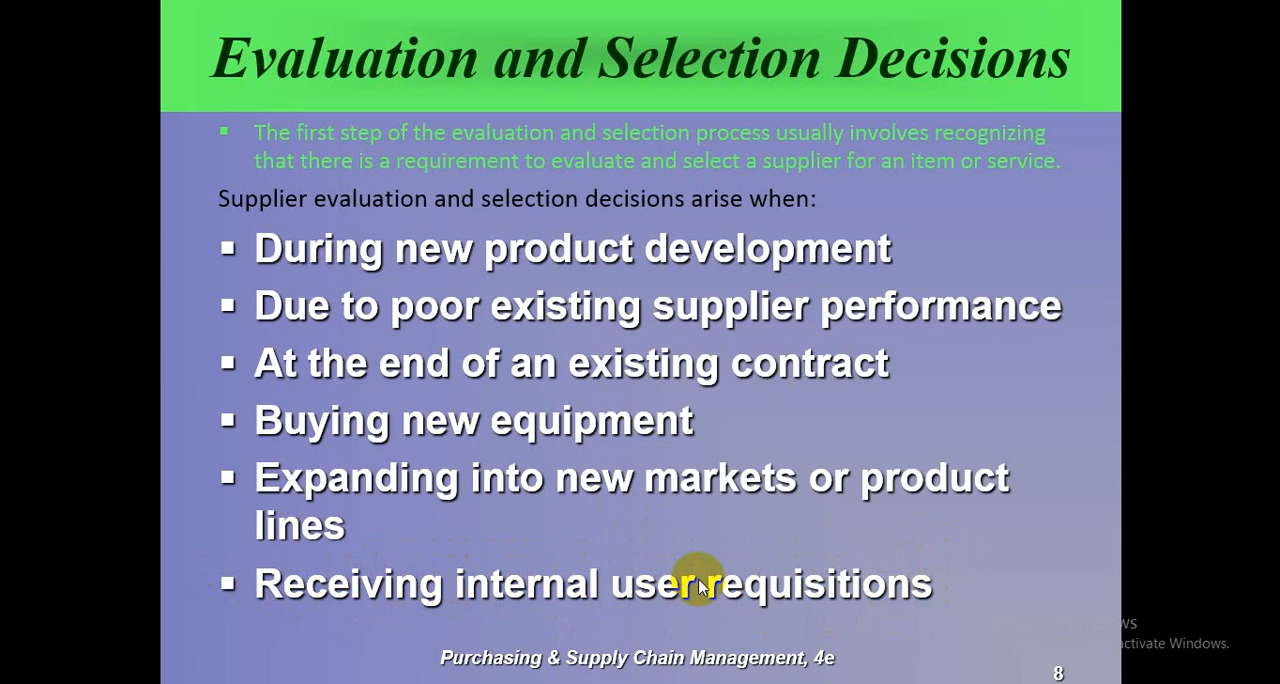 Evaluation and Selection Decisions
▪ The first step of the evaluation and selection process usually involves recognizing
that there is a requirement to evaluate and select a supplier for an item or service.
Supplier evaluation and selection decisions arise when:
▪ During new product development
▪ Due to poor existing supplier performance
▪ At the end of an existing contract
▪ Buying new equipment
▪ Expanding into new markets or product
lines
▪ Receiving internal user requisitions
Purchasing & Supply Chain Management, 4e
8
ws
activate Windows.